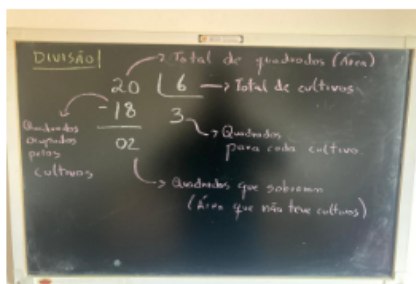 DIVISÃO
Total de quadrados (Área)
20 6 Total de cultivos
-18 3
Quadrados
ocupados
pelos
cultivos
02
Quadrados
para cada cultivo.
Quadrados que sobraram
(Área que não teve cultivos)